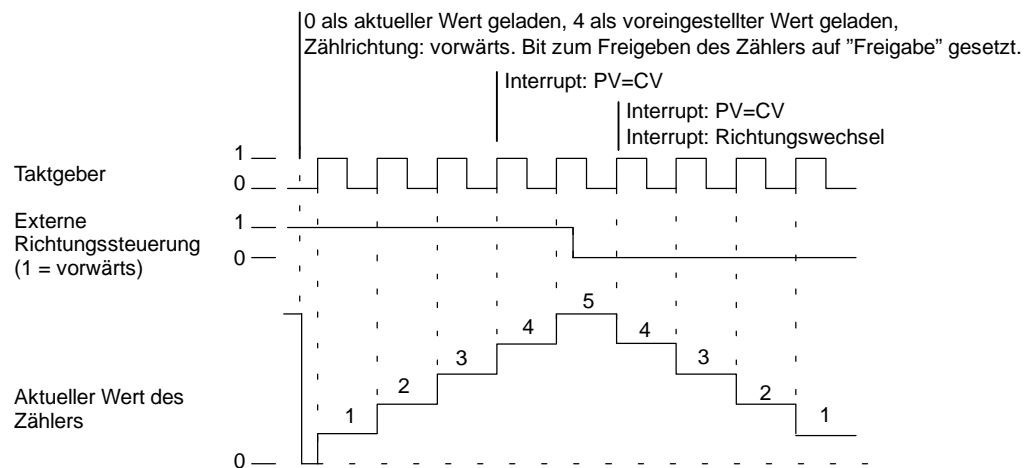 0 als aktueller Wert geladen, 4 als voreingestellter Wert geladen,
Zählrichtung: vorwärts. Bit zum Freigeben des Zählers auf ”Freigabe” gesetzt.
Interrupt: PV=CV
Interrupt: PV=CV
Interrupt: Richtungswechsel
1
Taktgeber
0
Externe
Richtungssteuerung
(1 = vorwärts)
1
0
5
4
4
3
3
2
2
1
1
Aktueller Wert des
Zählers
0